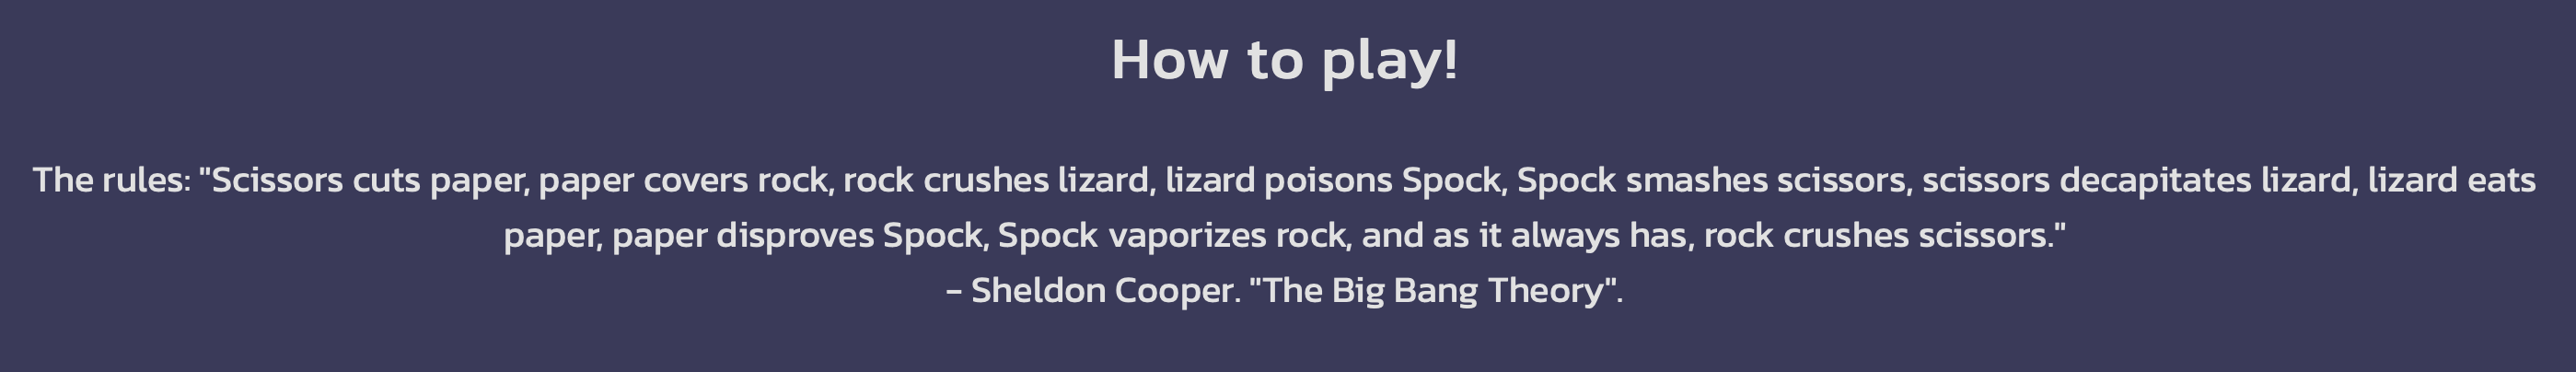 How to play!
The rules: "Scissors cuts paper, paper covers rock, rock crushes lizard, lizard poisons Spock, Spock smashes scissors, scissors decapitates lizard, lizard eats
paper, paper disproves Spock, Spock vaporizes rock, and as it always has, rock crushes scissors."
- Sheldon Cooper. "The Big Bang Theory".